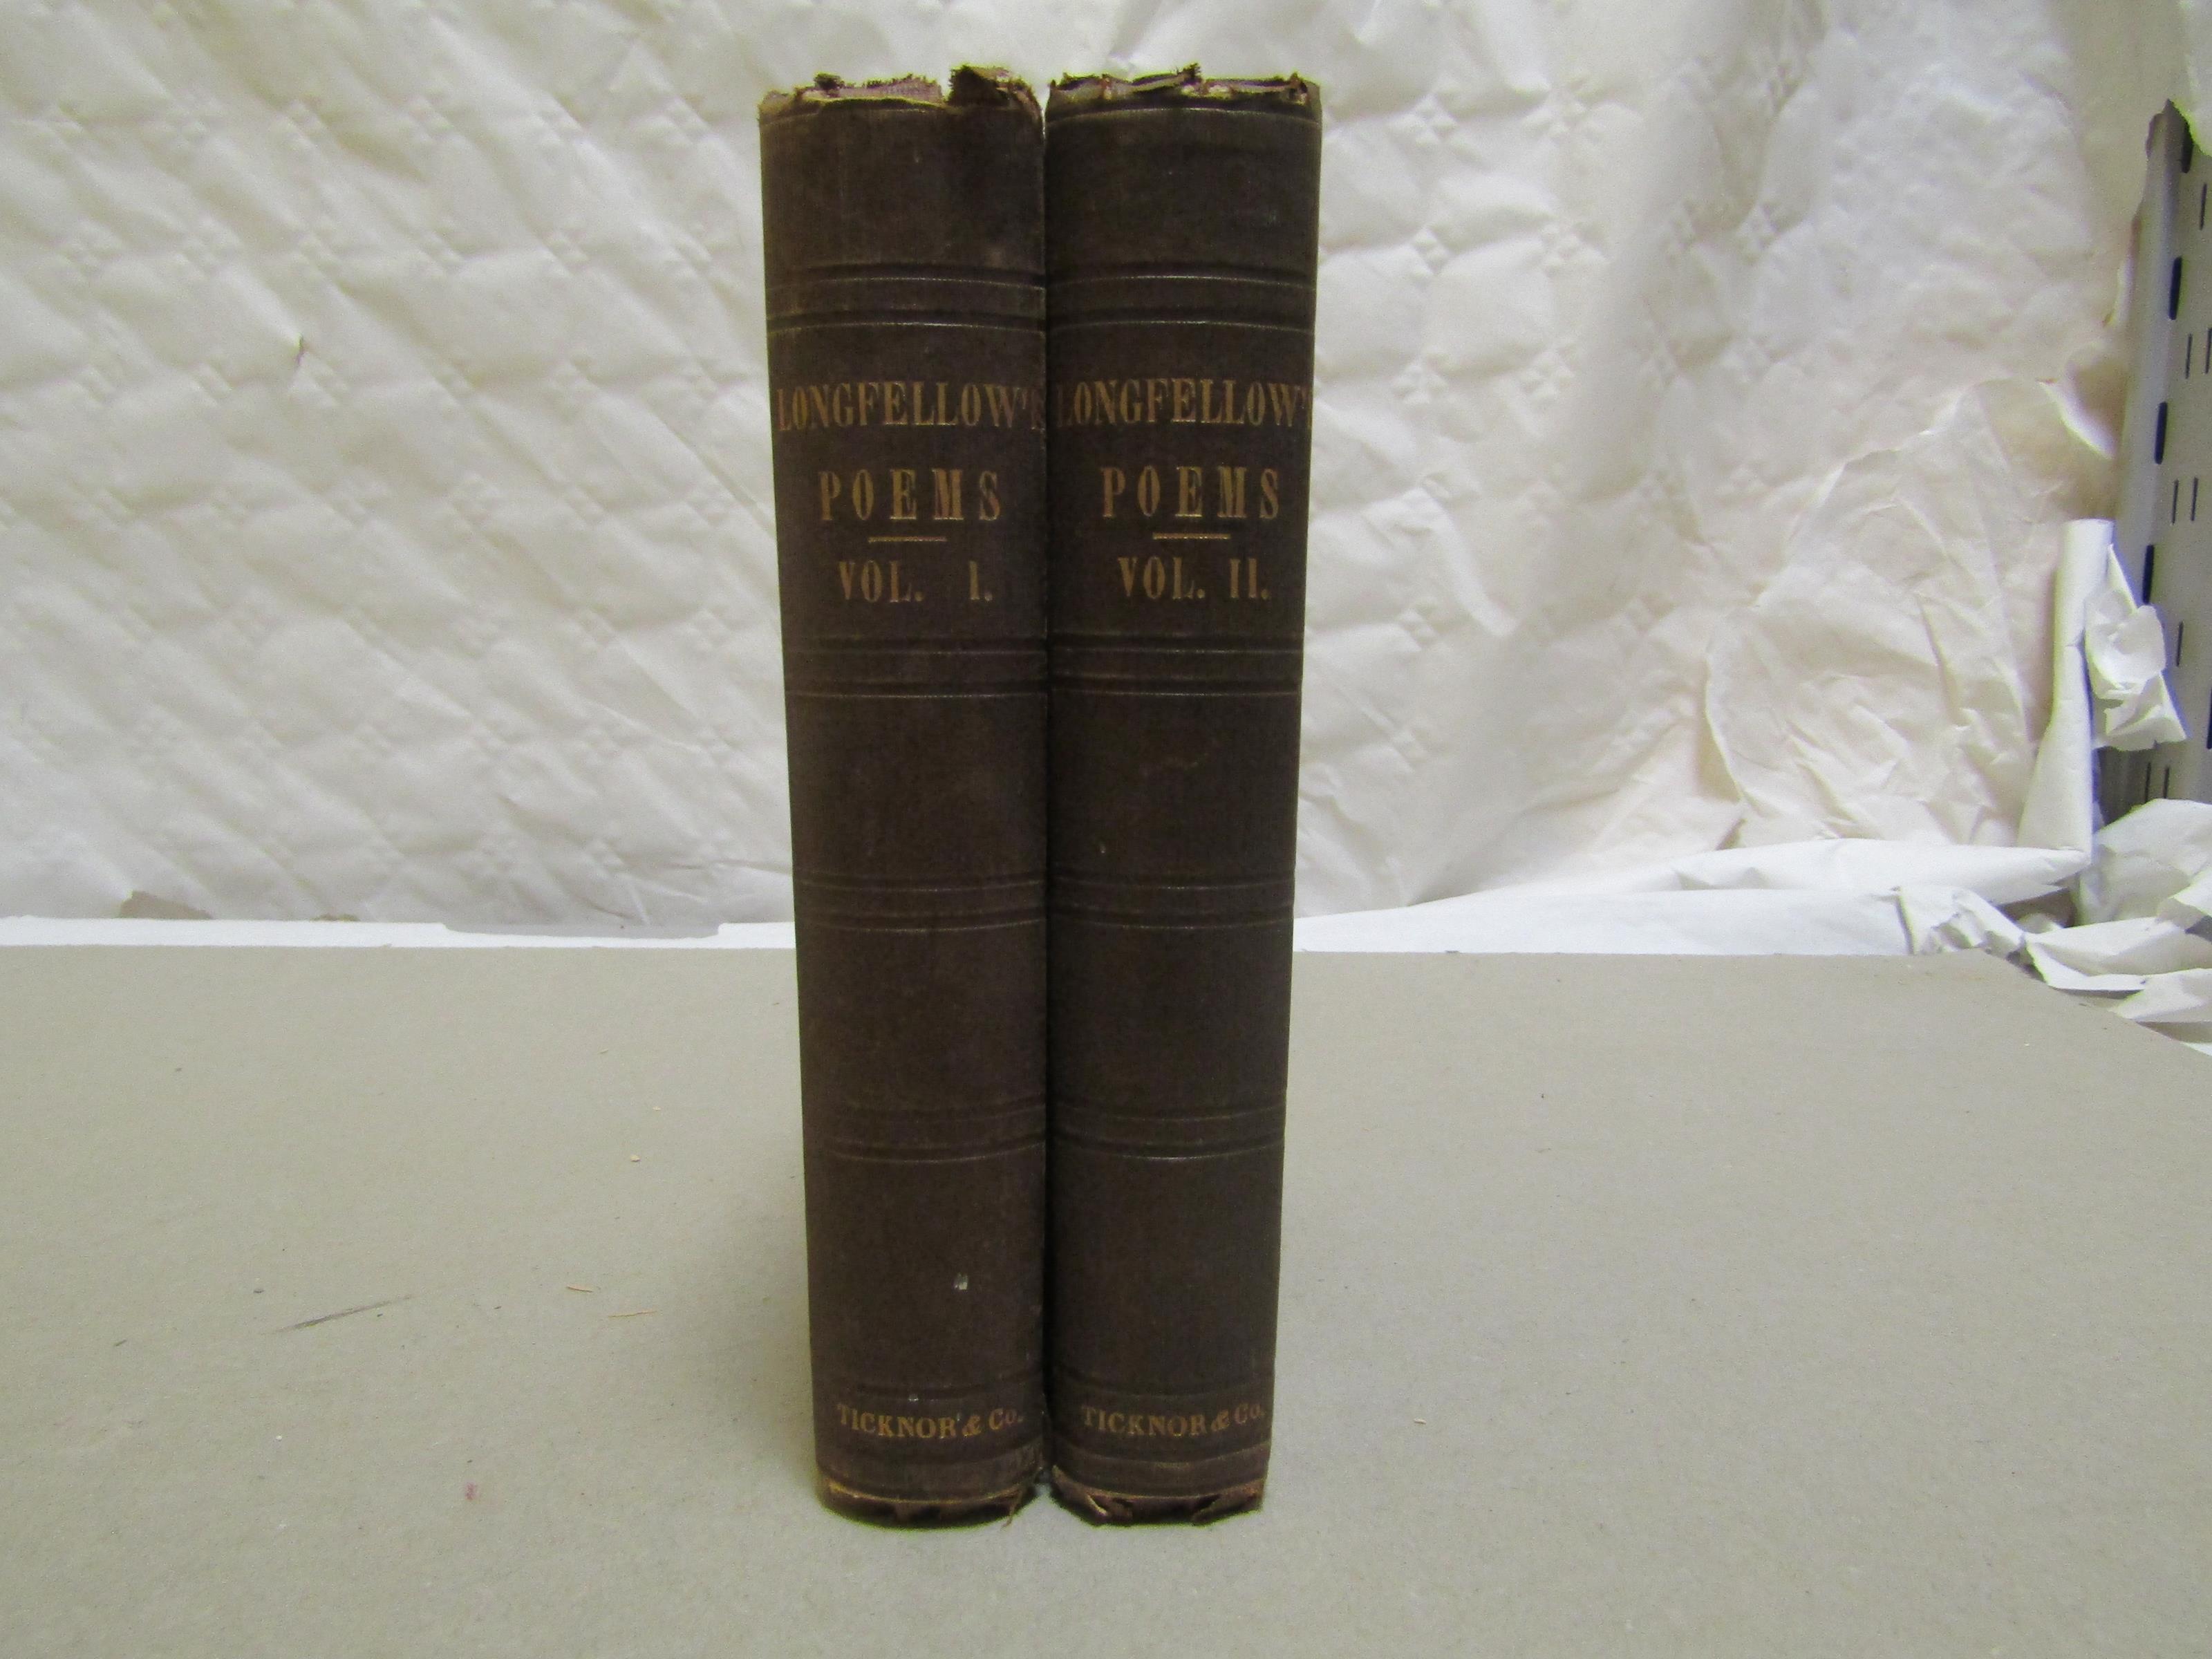 LONGFELLOW'S
POEMS
VOL. I.
TICKNOR & Co.
LONGFELLOW'
POEMS
VOL. II.
TICKNOR & Co.